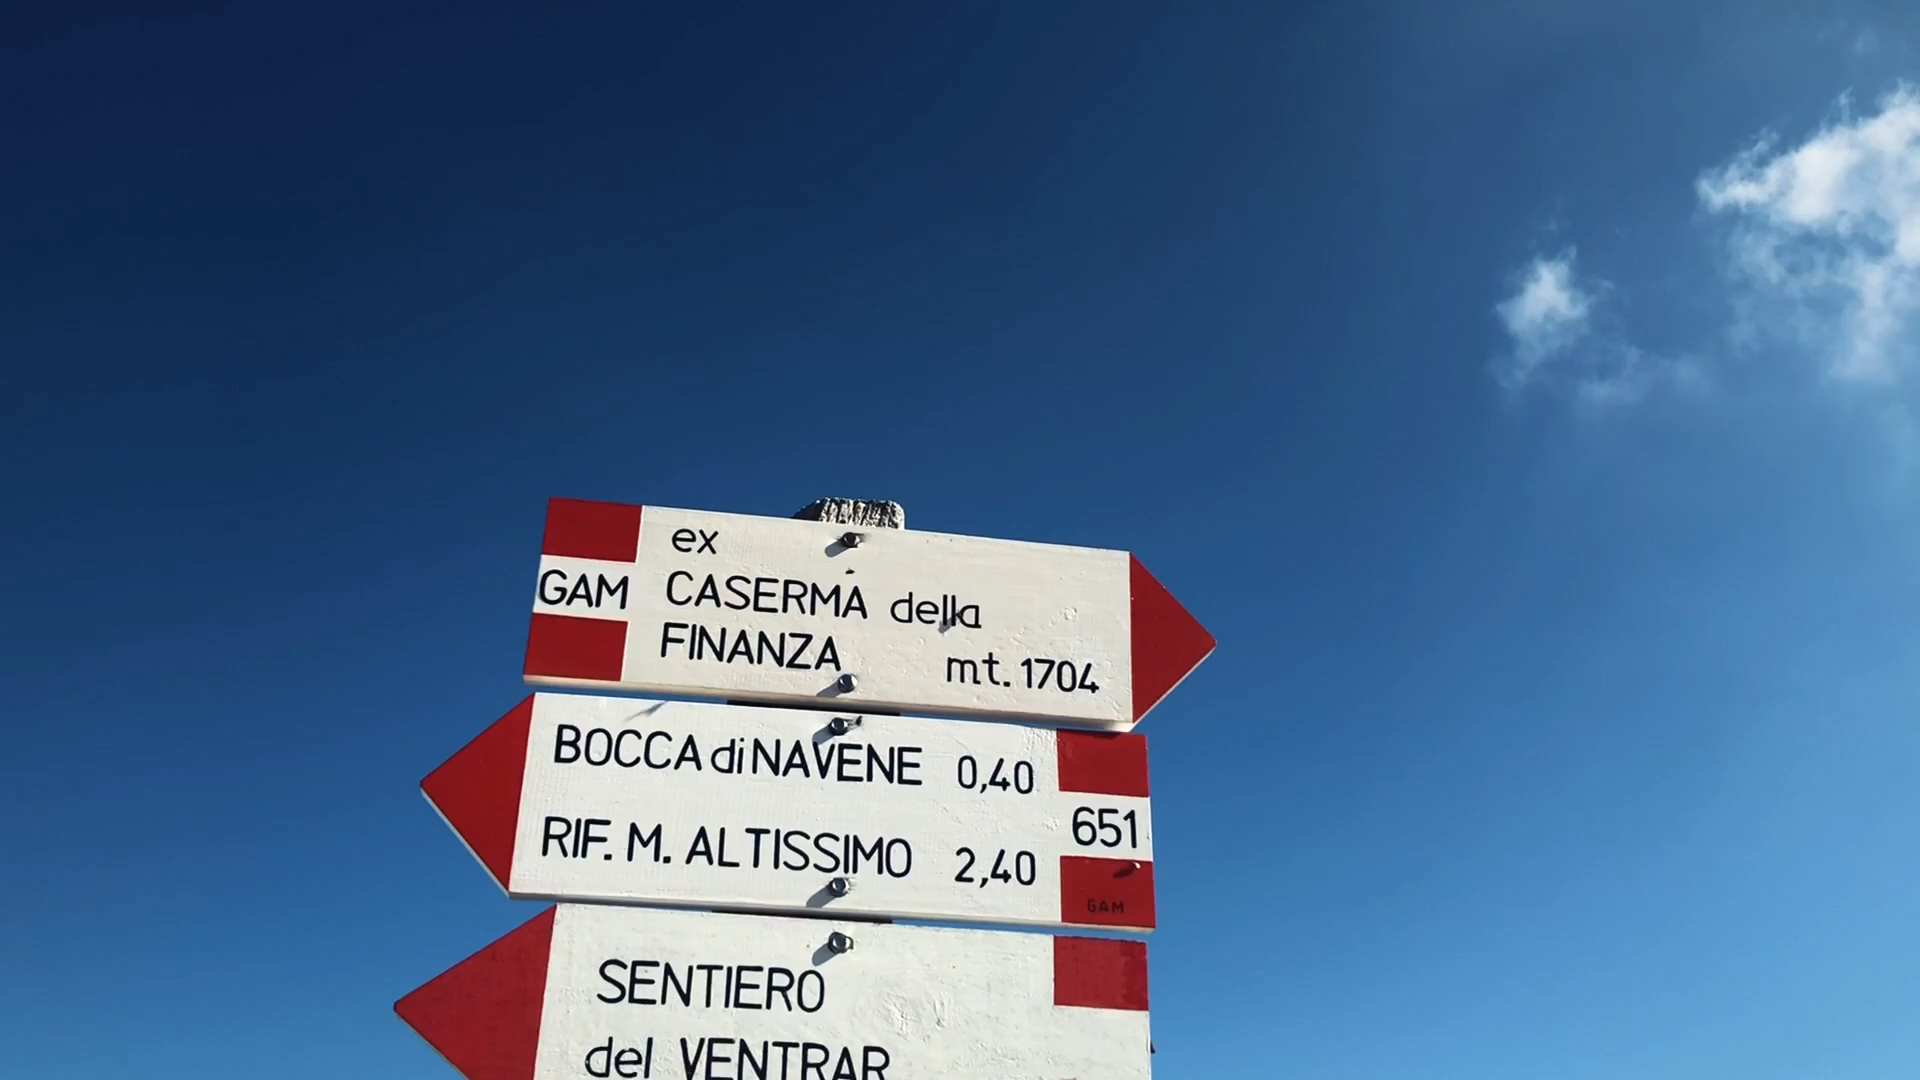 ex
GAM CASERMA della
FINANZA mt. 1704
BOCCA di NAVENE 0,40
651
RIF. M. ALTISSIMO 2,40
GAM
SENTIERO
del VENTRAR